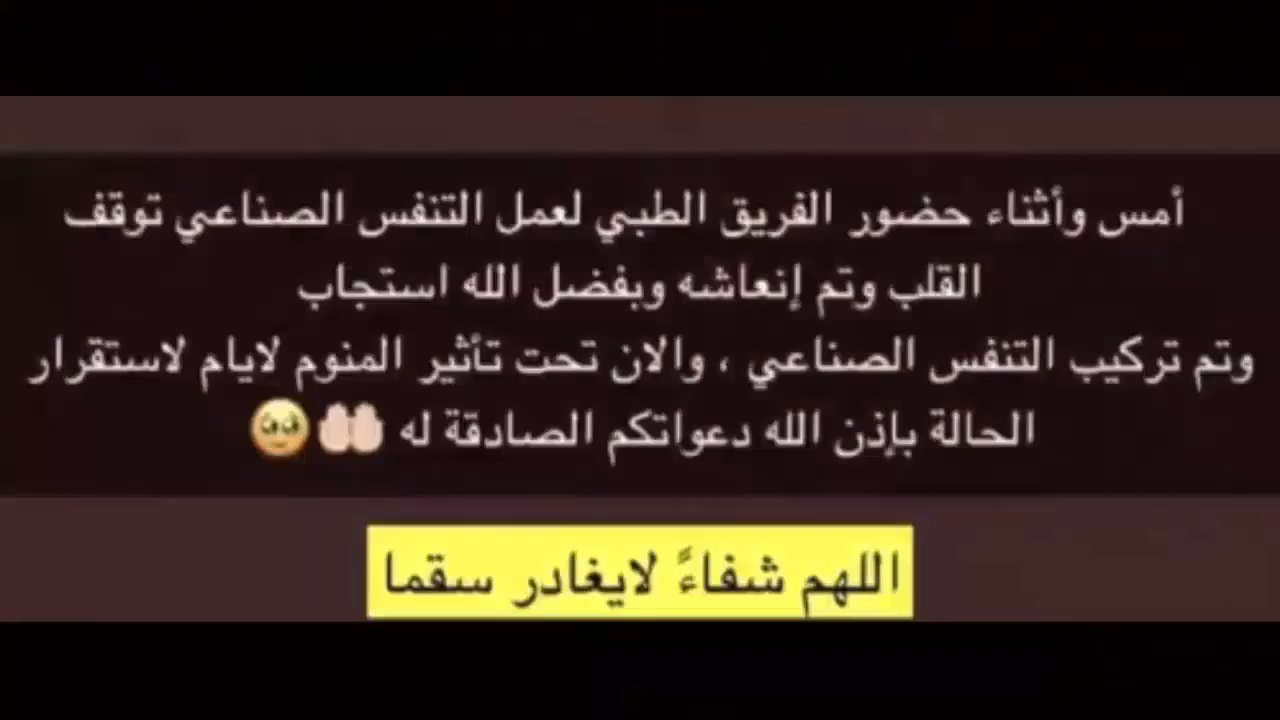 أمس وأثناء حضور الفريق الطبي لعمل التنفس الصناعي توقف
القلب وتم إنعاشه وبفضل الله استجاب
وتم تركيب التنفس الصناعي ، والان تحت تأثير المنوم لايام لاستقرار
الحالة بإذن الله دعواتكم الصادقة له 🤲🏻🥹
اللهم شفاءً لايغادر سقما